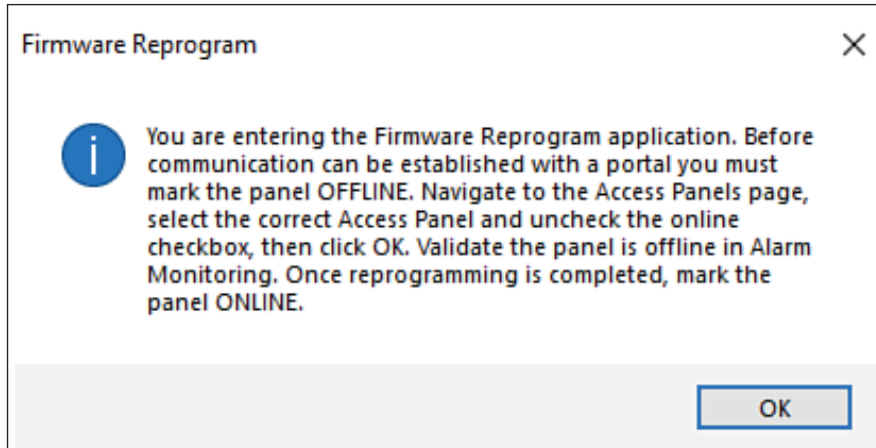 Firmware Reprogram
You are entering the Firmware Reprogram application. Before
communication can be established with a portal you must
mark the panel OFFLINE. Navigate to the Access Panels page,
select the correct Access Panel and uncheck the online
checkbox, then click OK. Validate the panel is offline in Alarm
Monitoring. Once reprogramming is completed, mark the
panel ONLINE.
OK